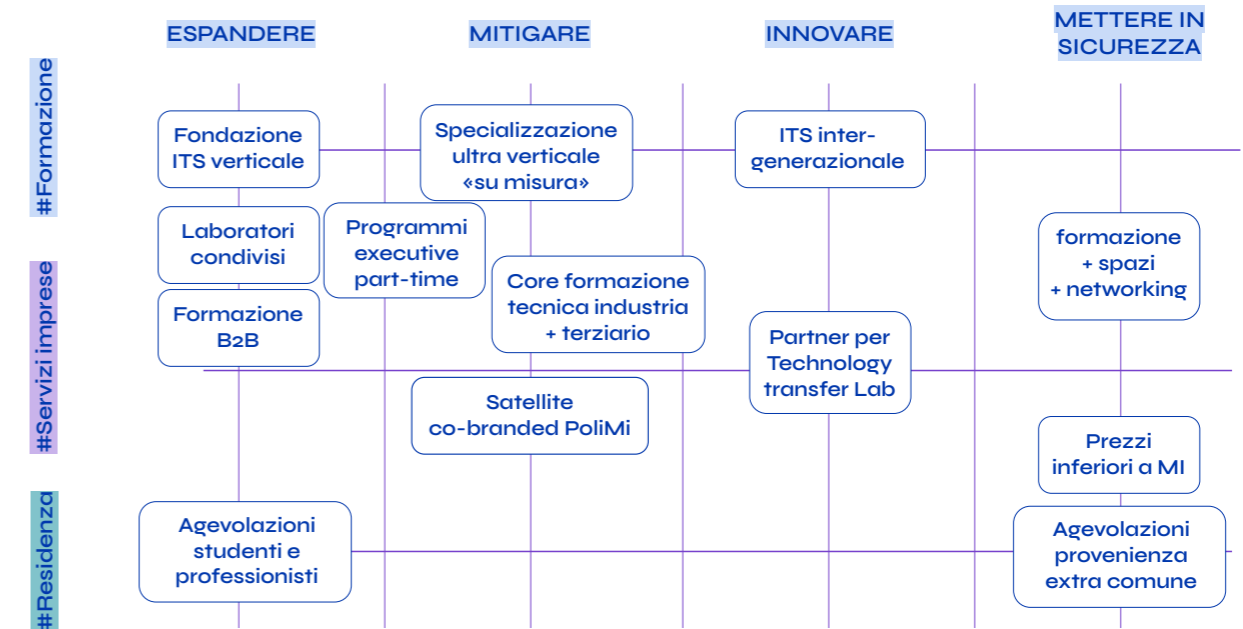 ESPANDERE
MITIGARE
INNOVARE
METTERE IN
SICUREZZA
#Formazione
Fondazione
ITS verticale
Specializzazione
ultra verticale
«su misura»
ITS inter-
generazionale
Laboratori
condivisi
Programmi
executive
part-time
formazione
+ spazi
+ networking
#Servizi imprese
Formazione
B2B
Core formazione
tecnica industria
+ terziario
Partner per
Technology
transfer Lab
Satellite
co-branded PoliMi
Prezzi
inferiori a MI
#Residenza
Agevolazioni
studenti e
professionisti
Agevolazioni
provenienza
extra comune